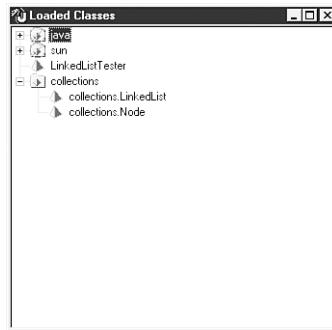 Loaded Classes
java
sun
LinkedListTester
collections
collections.LinkedList
collections.Node